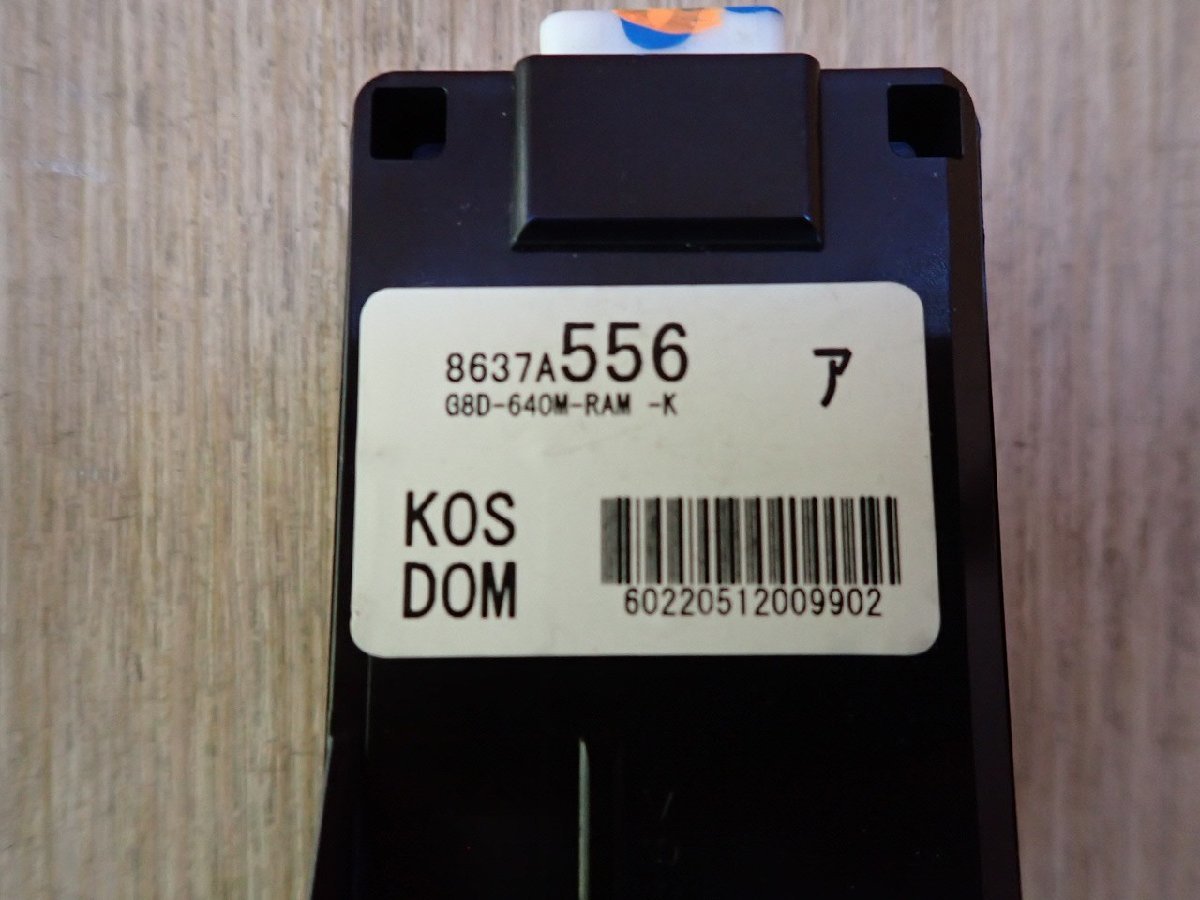 8637A556
ア
G8D-640M-RAM -K
KOS
DOM
60220512009902